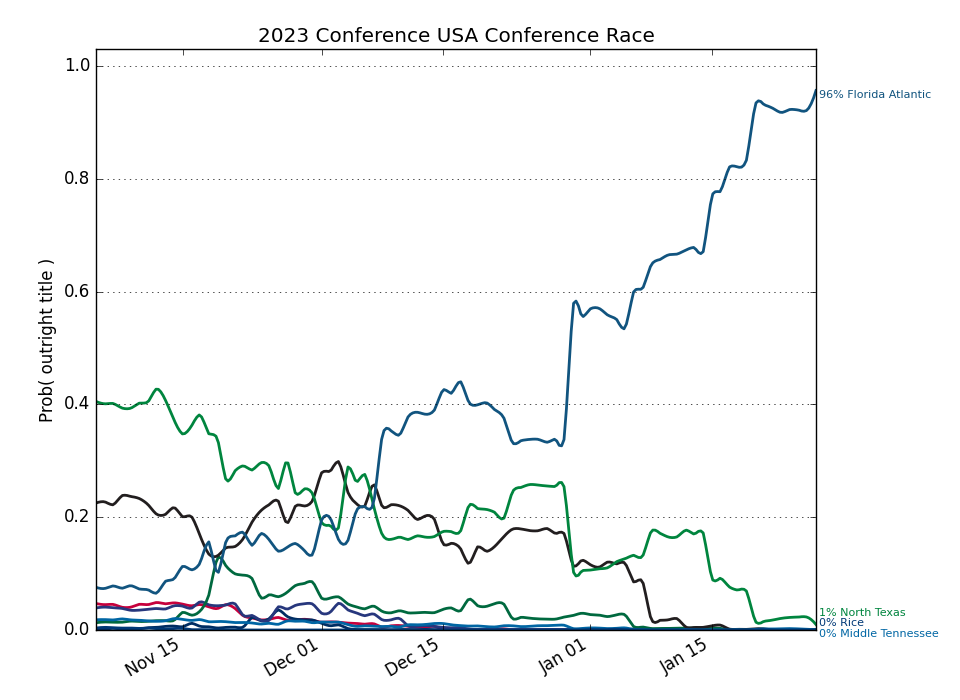 2023 Conference USA Conference Race
1.0
0.8
0.6
0.4
0.2
0.0
Prob( outright title )
Nov 15
Dec 01
Dec 15
Jan 01
Jan 15
96% Florida Atlantic
1% North Texas
0% Rice
0% Middle Tennessee